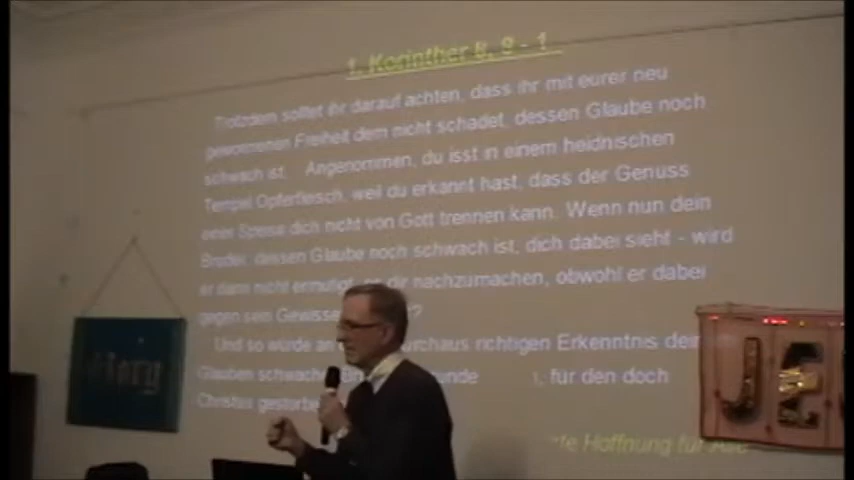 1. Korinther 8, 9 - 1
Trotzdem solltet ihr darauf achten, dass ihr mit eurer neu
gewonnenen Freiheit dem nicht schadet, dessen Glaube noch
schwach ist. Angenommen, du isst in einem heidnischen
Tempel Opferfleisch, weil du erkannt hast, dass der Genuss
einer Speise dich nicht von Gott trennen kann. Wenn nun dein
Bruder, dessen Glaube noch schwach ist, dich dabei sieht - wird
er dann nicht ermutigt, es dir nachzumachen, obwohl er dabei
gegen sein Gewissen ?
Und so würde an durchaus richtigen Erkenntnis dein
Glauben schwacher , für den doch
Christus gestorben
Hoffnung für Alle
JE